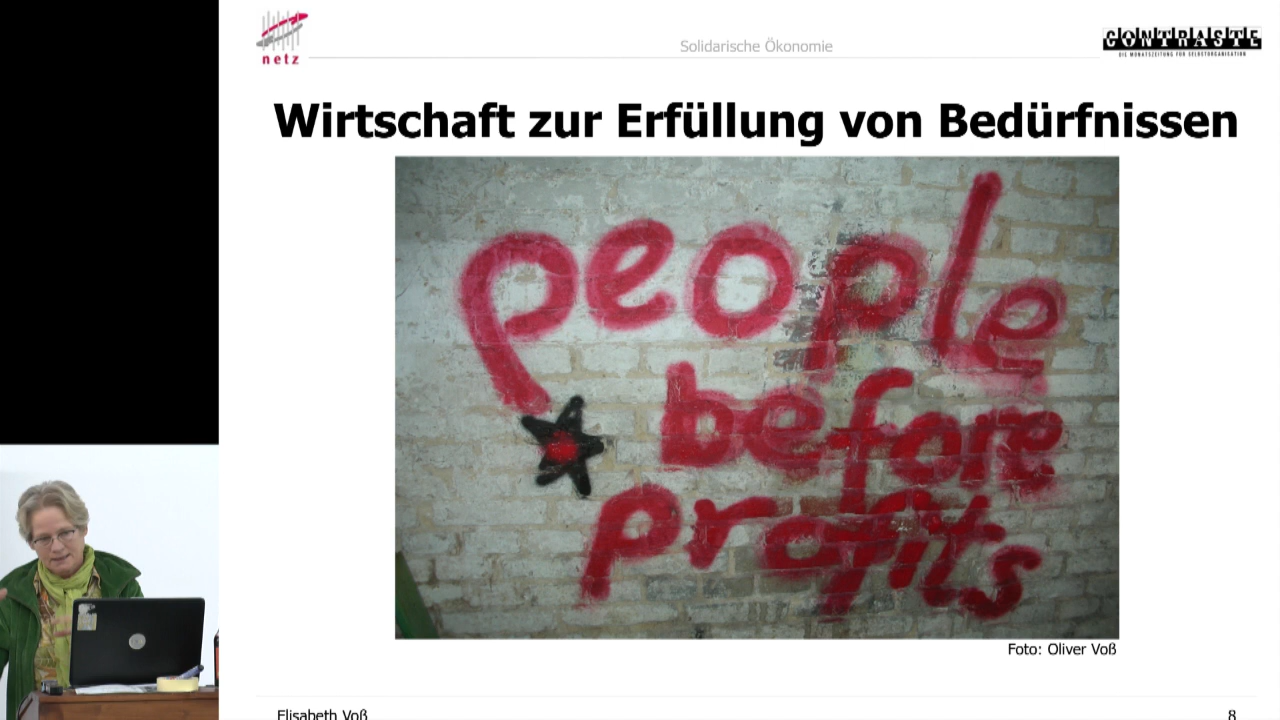 netz
Solidarische Ökonomie
CONTRASTE
DIE MONATSZEITUNG FÜR SELBSTORGANISATION
Wirtschaft zur Erfüllung von Bedürfnissen
people
before
profits
Foto: Oliver Voß
Elisabeth Voß
8